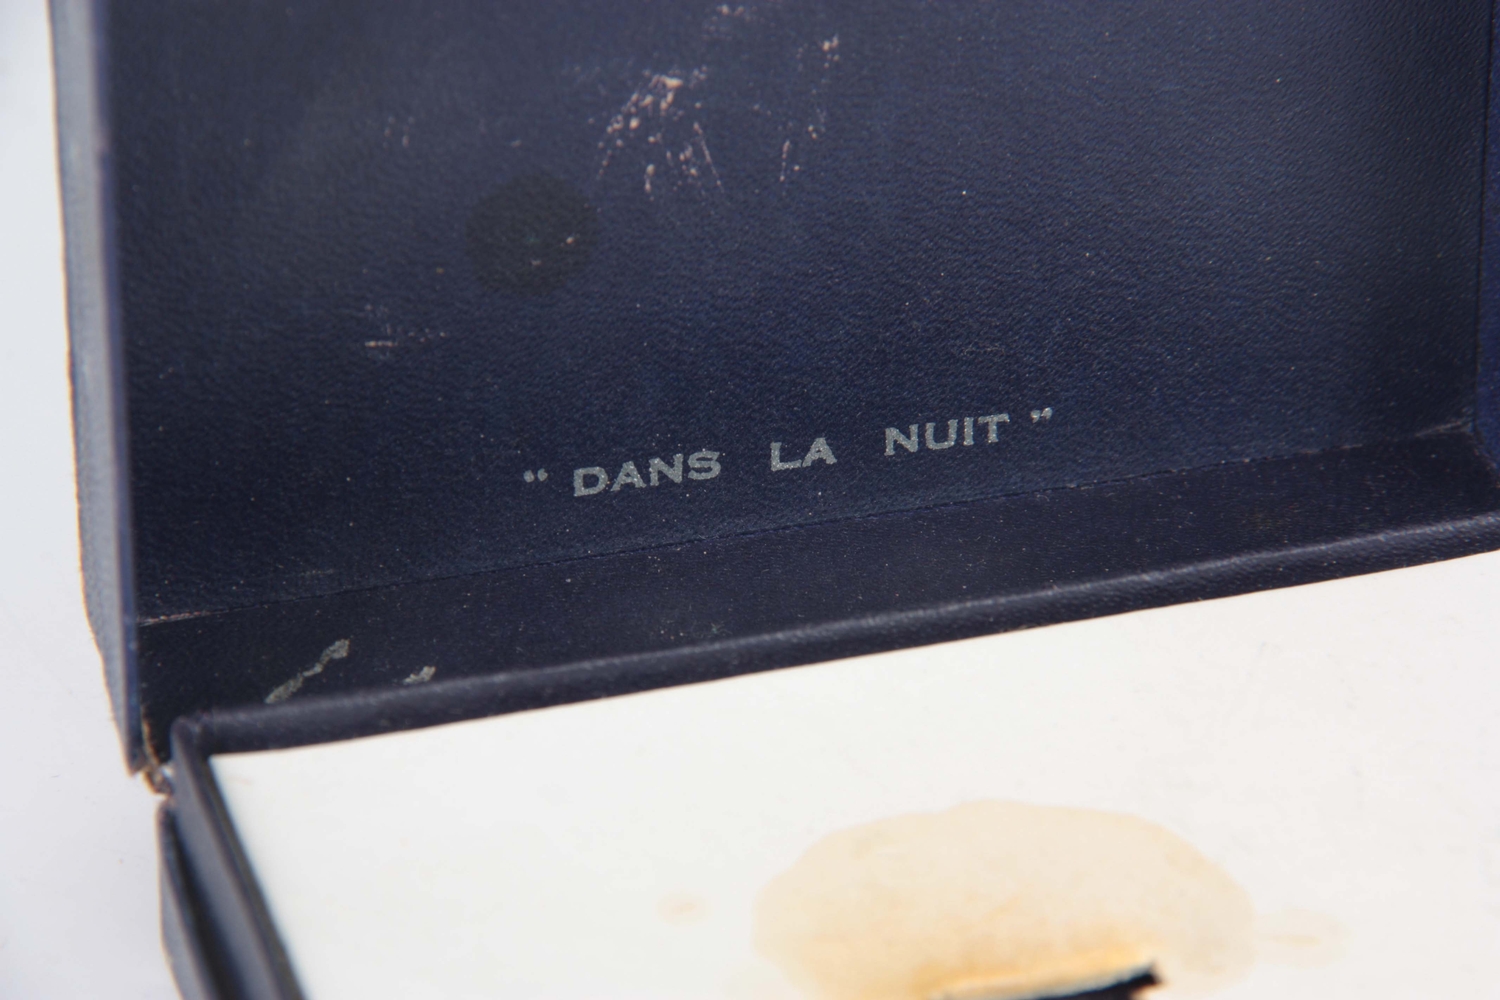 “ DANS LA NUIT ”